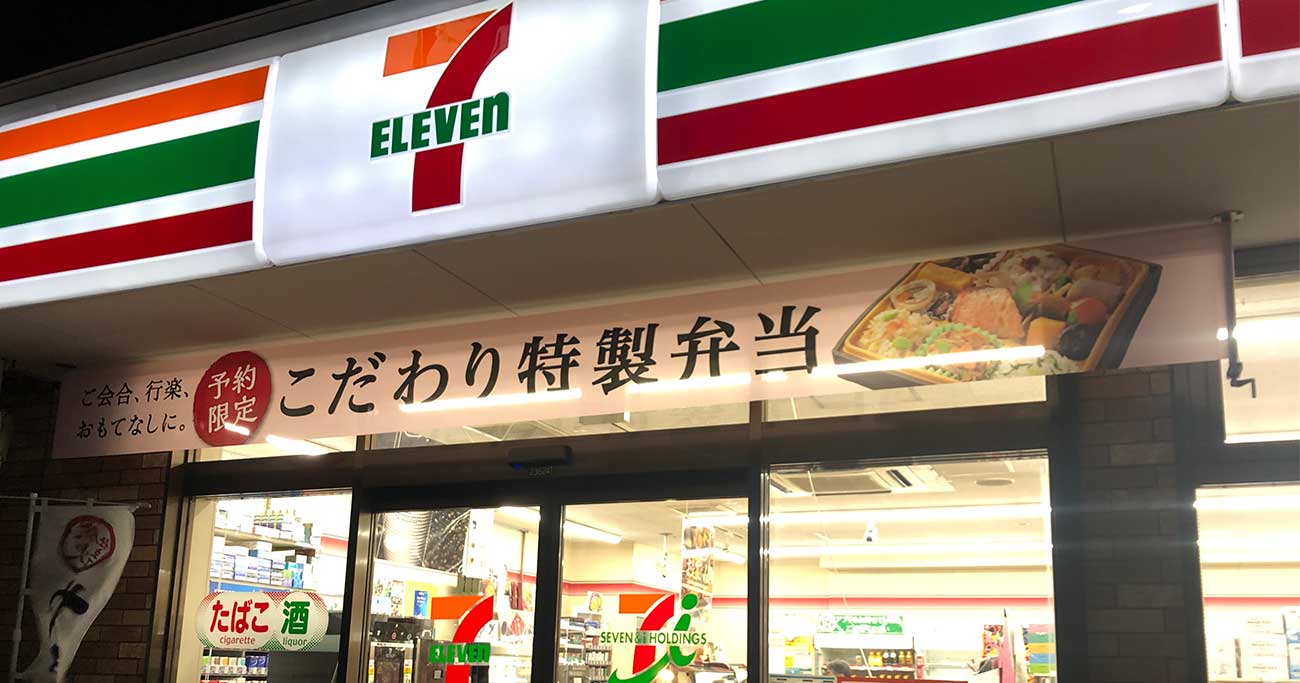 7
ELEVEn
ご会合、行楽、
おもてなしに。
予約
限定
こだわり特製弁当
たばこ
cigarette
酒
liquor
7
ELEVEn
SEVEN&i HOLDINGS